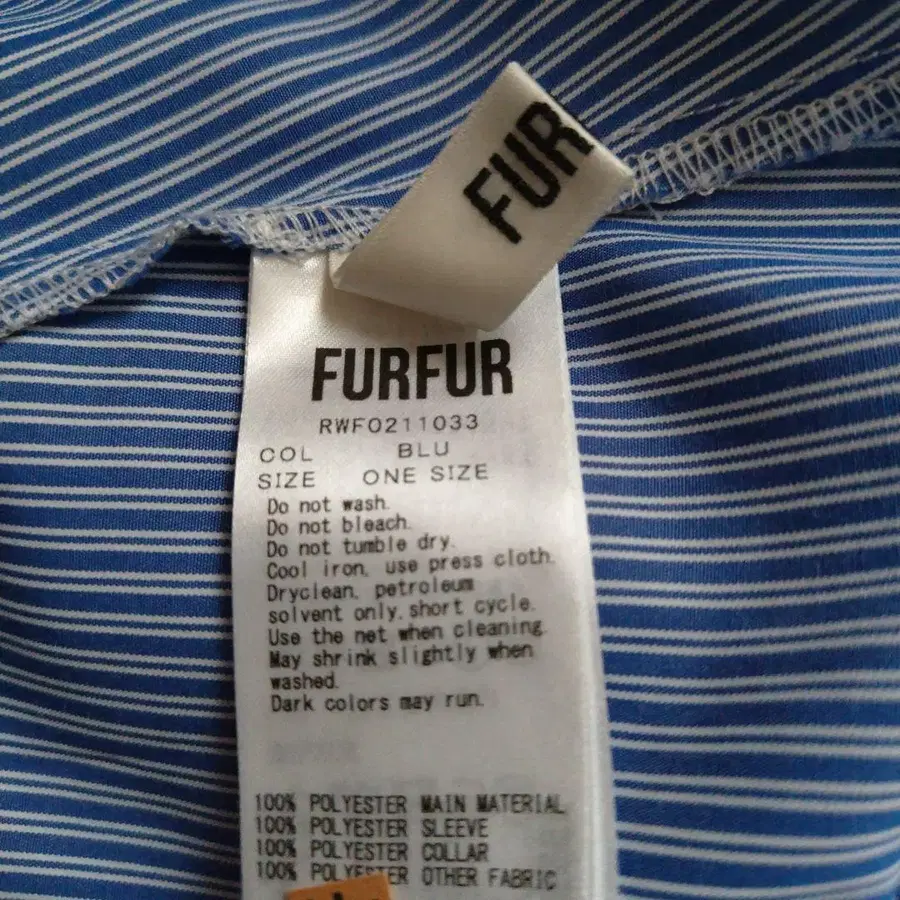 FUR
FURFUR
RWF0211033
COL BLU
SIZE ONE SIZE
Do not wash.
Do not bleach.
Do not tumble dry.
Cool iron, use press cloth.
Dryclean, petroleum
solvent only.short cycle.
Use the net when cleaning.
May shrink slightly when
washed.
Dark colors may run.
100% POLYESTER MAIN MATERIAL
100% POLYESTER SLEEVE
100% POLYESTER COLLAR
100% POLYESTER OTHER FABRIC